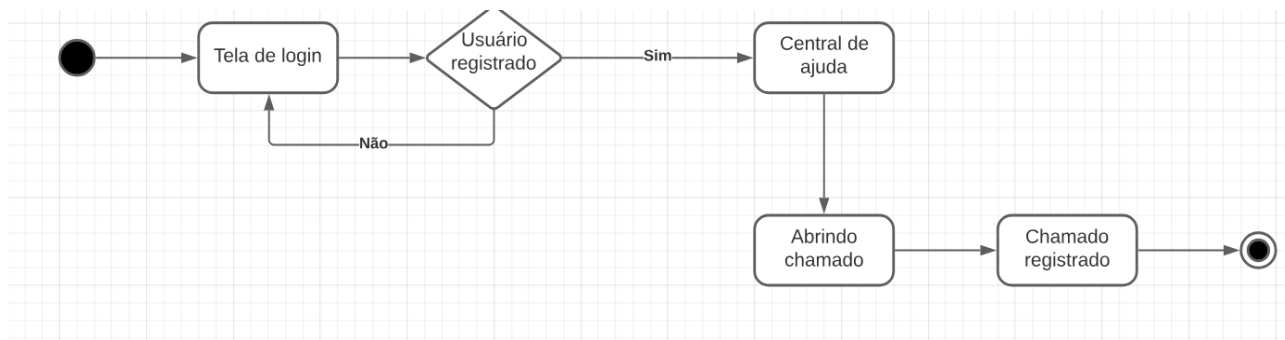 Tela de login
Usuário
registrado
Sim
Central de
ajuda
Não
Abrindo
chamado
Chamado
registrado